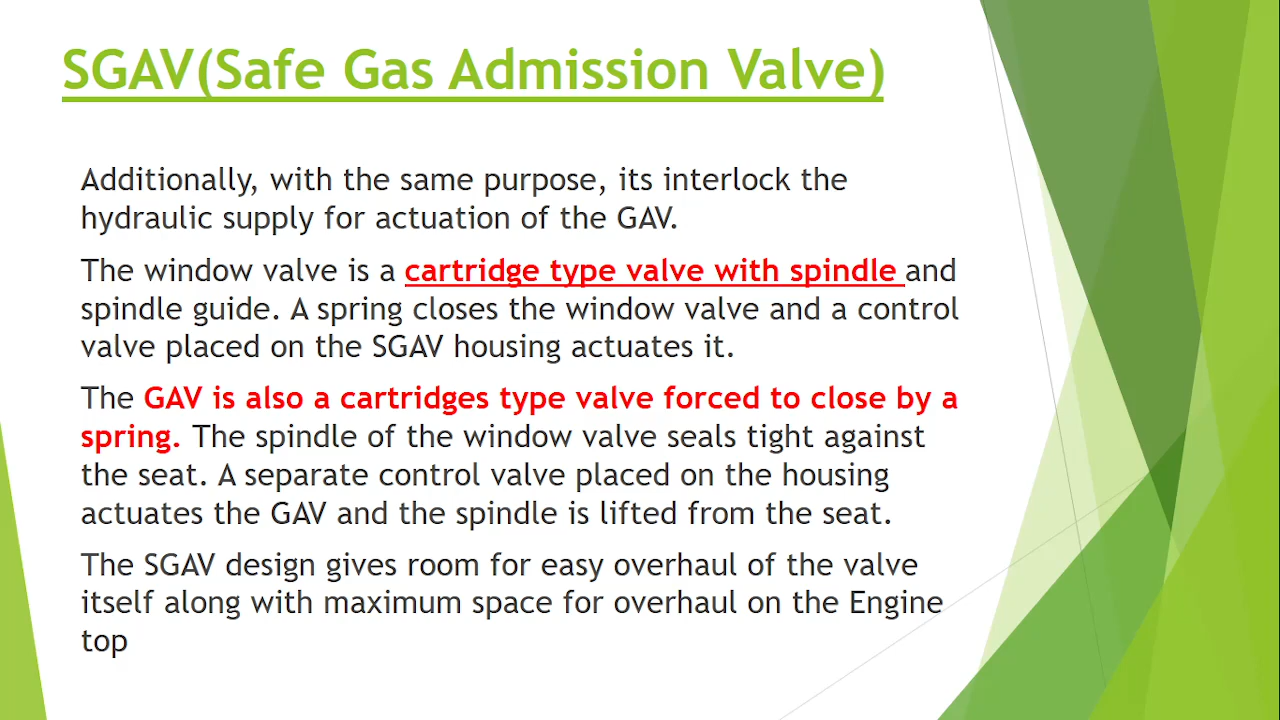 SGAV(Safe Gas Admission Valve)
Additionally, with the same purpose, its interlock the
hydraulic supply for actuation of the GAV.
The window valve is a cartridge type valve with spindle and
spindle guide. A spring closes the window valve and a control
valve placed on the SGAV housing actuates it.
The GAV is also a cartridges type valve forced to close by a
spring. The spindle of the window valve seals tight against
the seat. A separate control valve placed on the housing
actuates the GAV and the spindle is lifted from the seat.
The SGAV design gives room for easy overhaul of the valve
itself along with maximum space for overhaul on the Engine
top